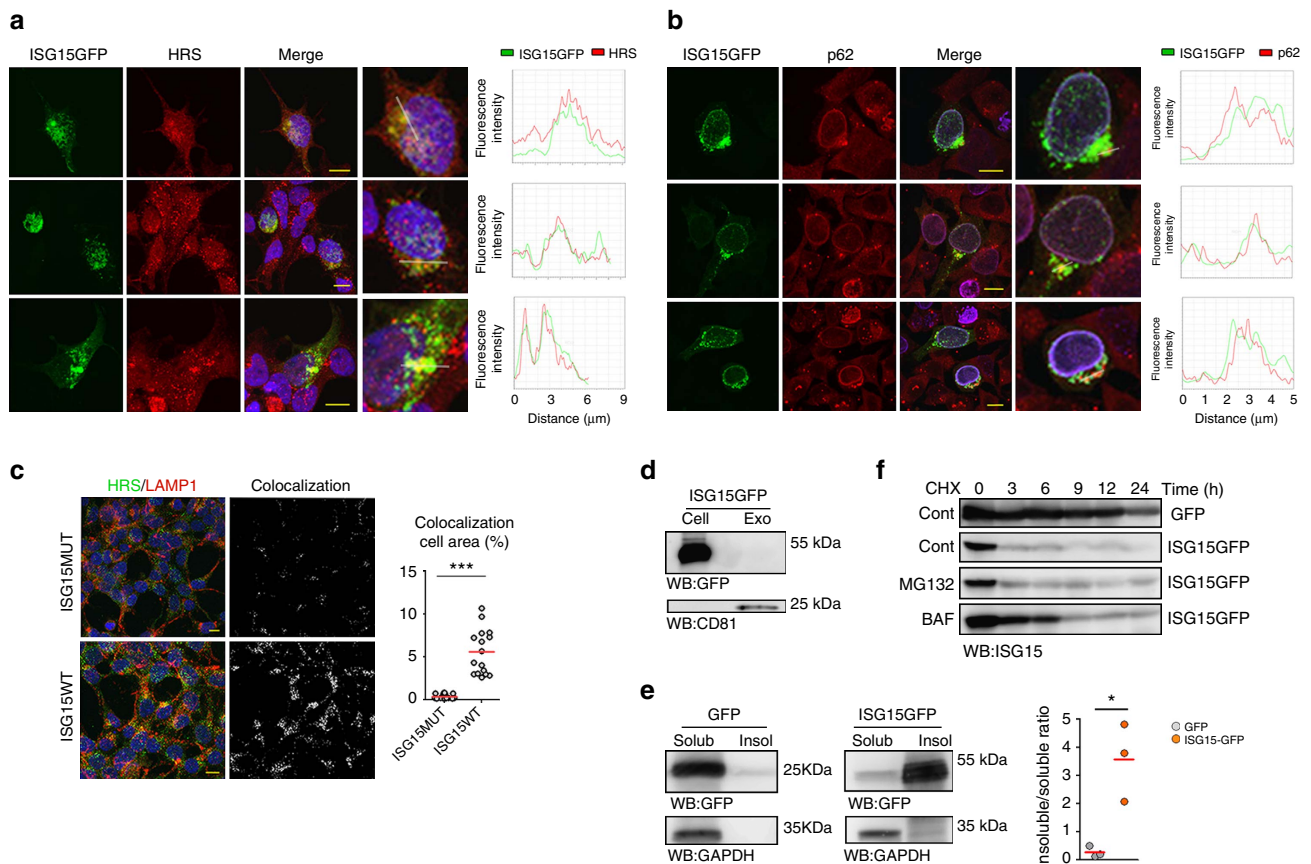 a
ISG15GFP HRS Merge
ISG15GFP HRS
Fluorescence intensity
Fluorescence intensity
Fluorescence intensity
0 3 6 9
Distance (μm)
b
ISG15GFP p62 Merge
ISG15GFP p62
Fluorescence intensity
Fluorescence intensity
Fluorescence intensity
0 1 2 3 4 5
Distance (μm)
c
HRS/LAMP1 Colocalization
ISG15MUT
ISG15WT
Colocalization
cell area (%)
***
15
10
5
0
ISG15MUT
ISG15WT
d
ISG15GFP
Cell Exo
55 kDa
WB:GFP
25 kDa
WB:CD81
e
GFP
Solub Insol
25KDa
WB:GFP
35KDa
WB:GAPDH
ISG15GFP
Solub Insol
55 kDa
WB:GFP
35 kDa
WB:GAPDH
Insoluble/soluble ratio
5
4
3
2
1
0
*
GFP
ISG15-GFP
f
CHX 0 3 6 9 12 24 Time (h)
Cont GFP
Cont ISG15GFP
MG132 ISG15GFP
BAF ISG15GFP
WB:ISG15